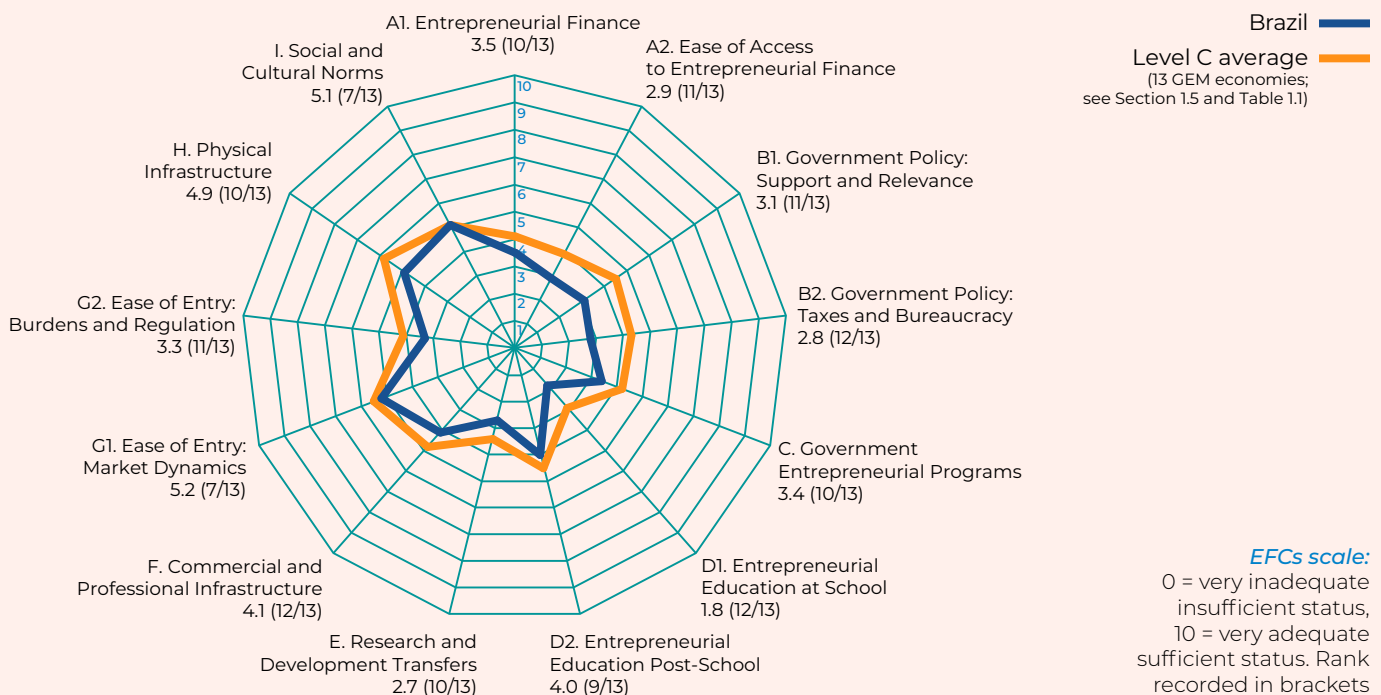 A1. Entrepreneurial Finance
3.5 (10/13)
A2. Ease of Access
to Entrepreneurial Finance
2.9 (11/13)
B1. Government Policy:
Support and Relevance
3.1 (11/13)
B2. Government Policy:
Taxes and Bureaucracy
2.8 (12/13)
C. Government
Entrepreneurial Programs
3.4 (10/13)
D1. Entrepreneurial
Education at School
1.8 (12/13)
D2. Entrepreneurial
Education Post-School
4.0 (9/13)
E. Research and
Development Transfers
2.7 (10/13)
F. Commercial and
Professional Infrastructure
4.1 (12/13)
G1. Ease of Entry:
Market Dynamics
5.2 (7/13)
G2. Ease of Entry:
Burdens and Regulation
3.3 (11/13)
H. Physical
Infrastructure
4.9 (10/13)
I. Social and
Cultural Norms
5.1 (7/13)
10
9
8
7
6
5
4
3
2
1
Brazil
Level C average
(13 GEM economies;
see Section 1.5 and Table 1.1)
EFCs scale:
0 = very inadequate
insufficient status,
10 = very adequate
sufficient status. Rank
recorded in brackets